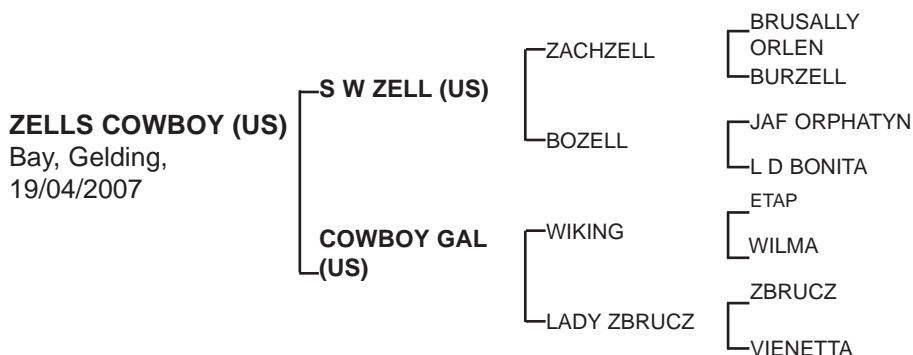 ZELLS COWBOY (US)
Bay, Gelding,
19/04/2007
S W ZELL (US)
COWBOY GAL
(US)
ZACHZELL
BOZELL
WIKING
LADY ZBRUCZ
BRUSALLY
ORLEN
BURZELL
JAF ORPHATYN
L D BONITA
ETAP
WILMA
ZBRUCZ
VIENETTA